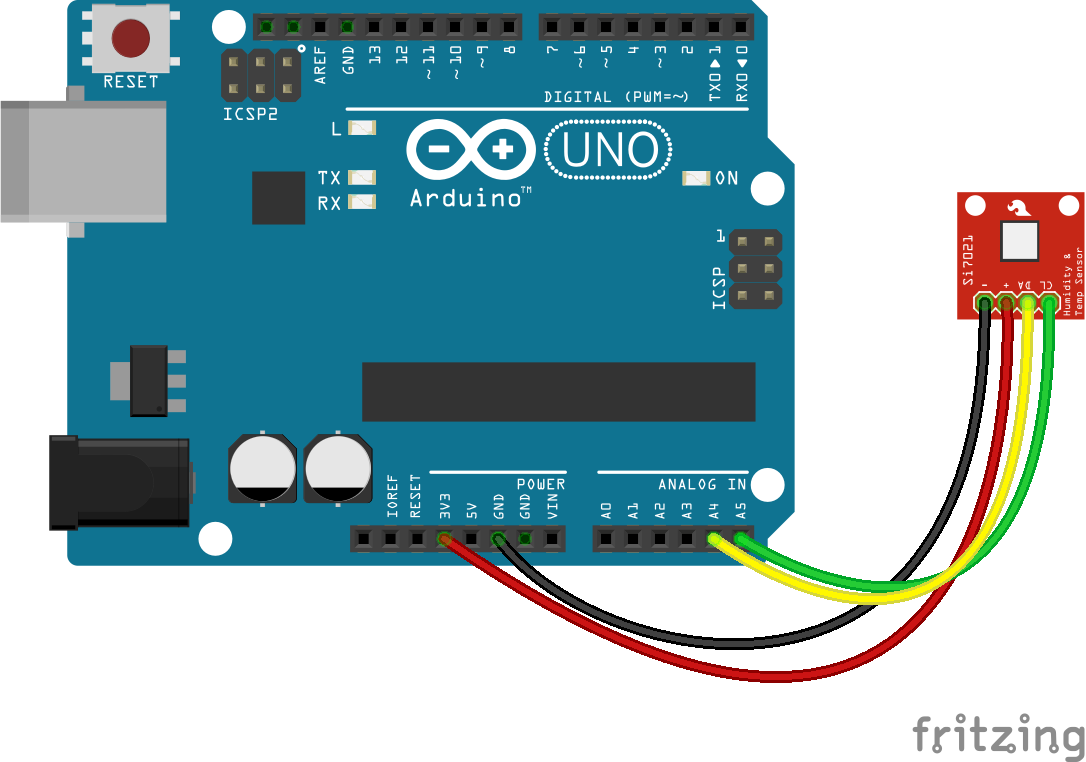 RESET
ICSP2
AREF
GND
13
12
~11
~10
~9
8
7
~6
~5
4
~3
2
TX0▶1
RX0◀0
DIGITAL (PWM=~)
L
TX
RX
Arduino™
UNO
ON
1
ICSP
Si7021
- + DA CL
Humidity &
Temp Sensor
IOREF
RESET
3V3
5V
GND
GND
VIN
POWER
ANALOG IN
A0
A1
A2
A3
A4
A5
fritzing